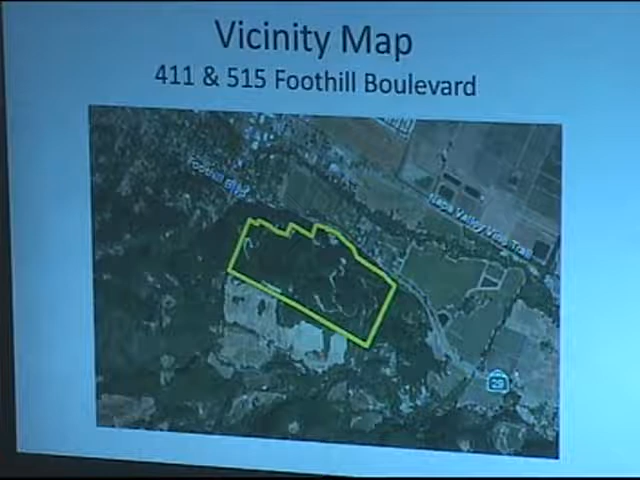 Vicinity Map
411 & 515 Foothill Boulevard
Foothill Blvd
Napa Valley Vine Trail
29